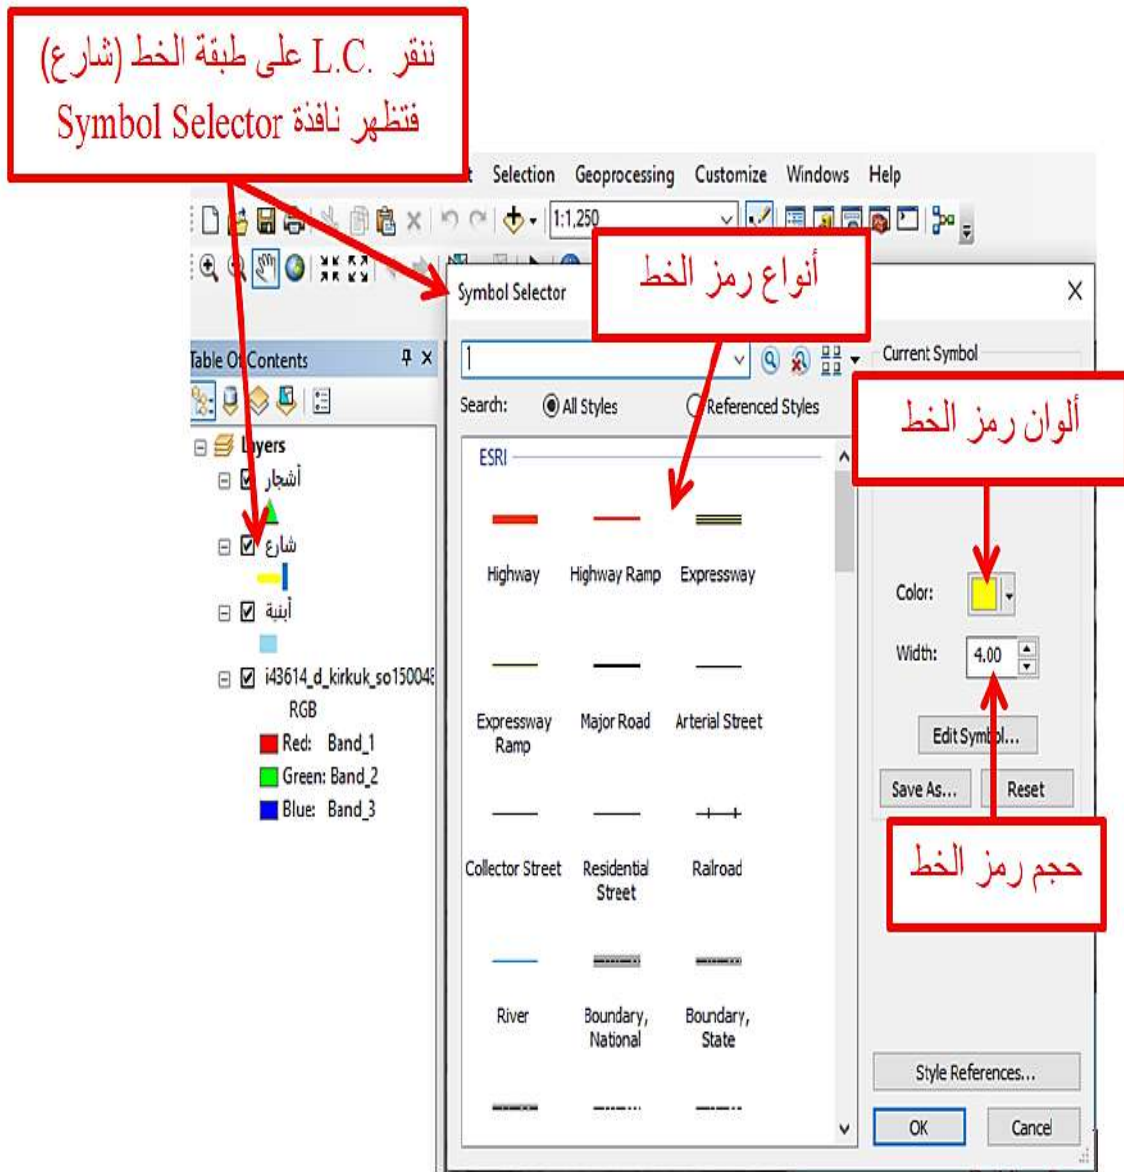 ننقر .L.C على طبقة الخط (شارع)
فتظهر نافذة Symbol Selector
Selection Geoprocessing Customize Windows Help
1:1,250
أنواع رمز الخط
Symbol Selector
Table Of Contents
1
Current Symbol
Search: All Styles Referenced Styles
ألوان رمز الخط
Layers
أشجار
شارع
أبنية
i43614_d_kirkuk_so150048
RGB
Red: Band_1
Green: Band_2
Blue: Band_3
ESRI
Highway Highway Ramp Expressway
Expressway Ramp
Major Road
Arterial Street
Collector Street
Residential Street
Railroad
River
Boundary, National
Boundary, State
Color:
Width: 4.00
Edit Symbol...
Save As... Reset
حجم رمز الخط
Style References...
OK Cancel